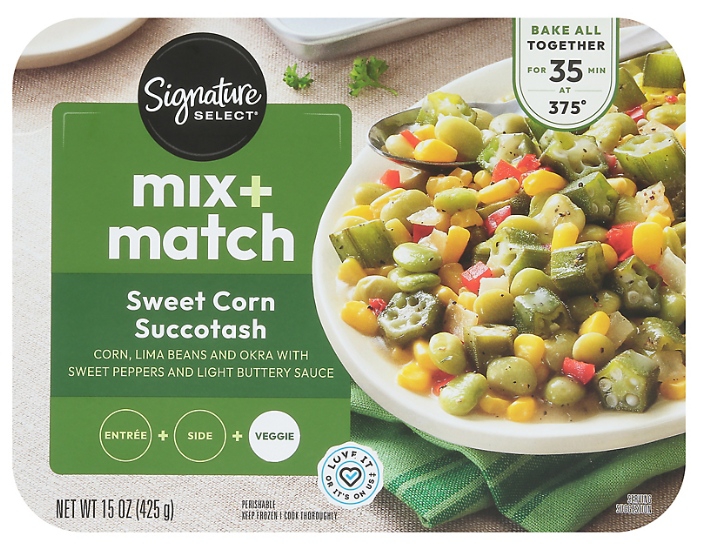 Signature
SELECT®
mix+
match
Sweet Corn
Succotash
CORN, LIMA BEANS AND OKRA WITH
SWEET PEPPERS AND LIGHT BUTTERY SAUCE
ENTRÉE + SIDE + VEGGIE
NET WT 15 OZ (425 g)
PERISHABLE
KEEP FROZEN | COOK THOROUGHLY
LUVE IT
OR IT'S ON US‡
BAKE ALL
TOGETHER
FOR 35 MIN
AT
375°
SERVING
SUGGESTION